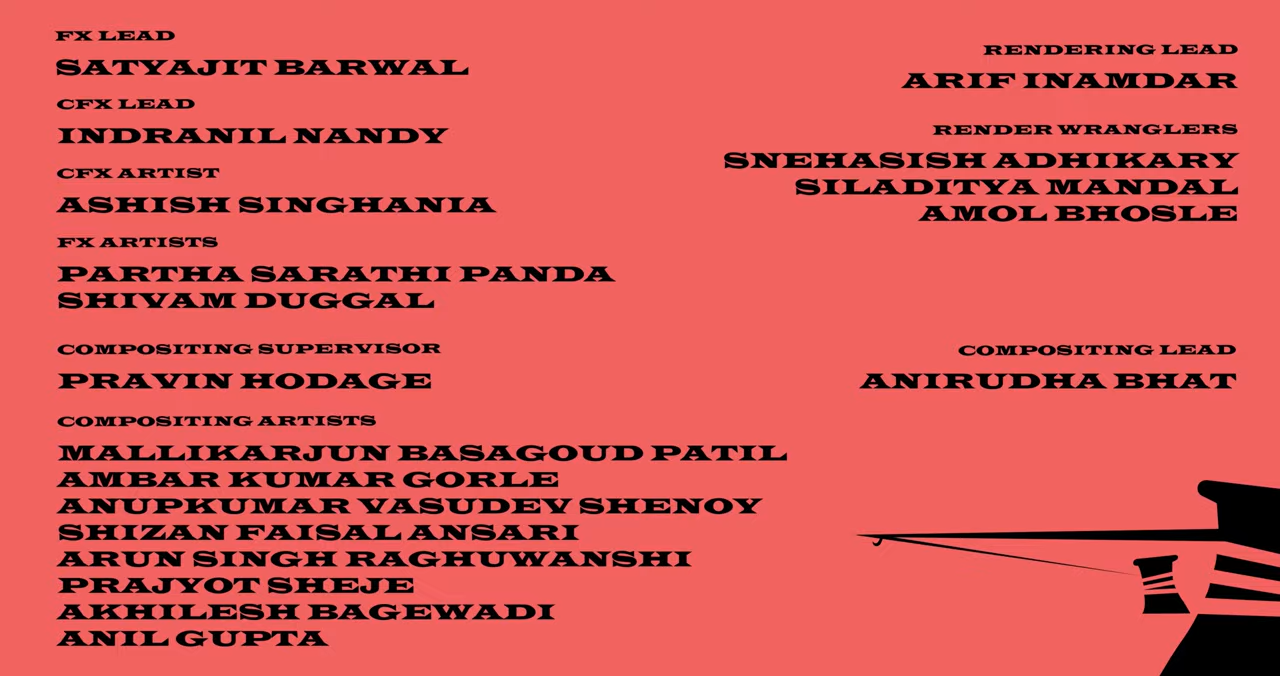 FX LEAD
SATYAJIT BARWAL
CFX LEAD
INDRANIL NANDY
CFX ARTIST
ASHISH SINGHANIA
FX ARTISTS
PARTHA SARATHI PANDA
SHIVAM DUGGAL
RENDERING LEAD
ARIF INAMDAR
RENDER WRANGLERS
SNEHASISH ADHIKARY
SILADITYA MANDAL
AMOL BHOSLE
COMPOSITING SUPERVISOR
PRAVIN HODAGE
COMPOSITING LEAD
ANIRUDHA BHAT
COMPOSITING ARTISTS
MALLIKARJUN BASAGOUD PATIL
AMBAR KUMAR GORLE
ANUPKUMAR VASUDEV SHENOY
SHIZAN FAISAL ANSARI
ARUN SINGH RAGHUWANSHI
PRAJYOT SHEJE
AKHILESH BAGEWADI
ANIL GUPTA